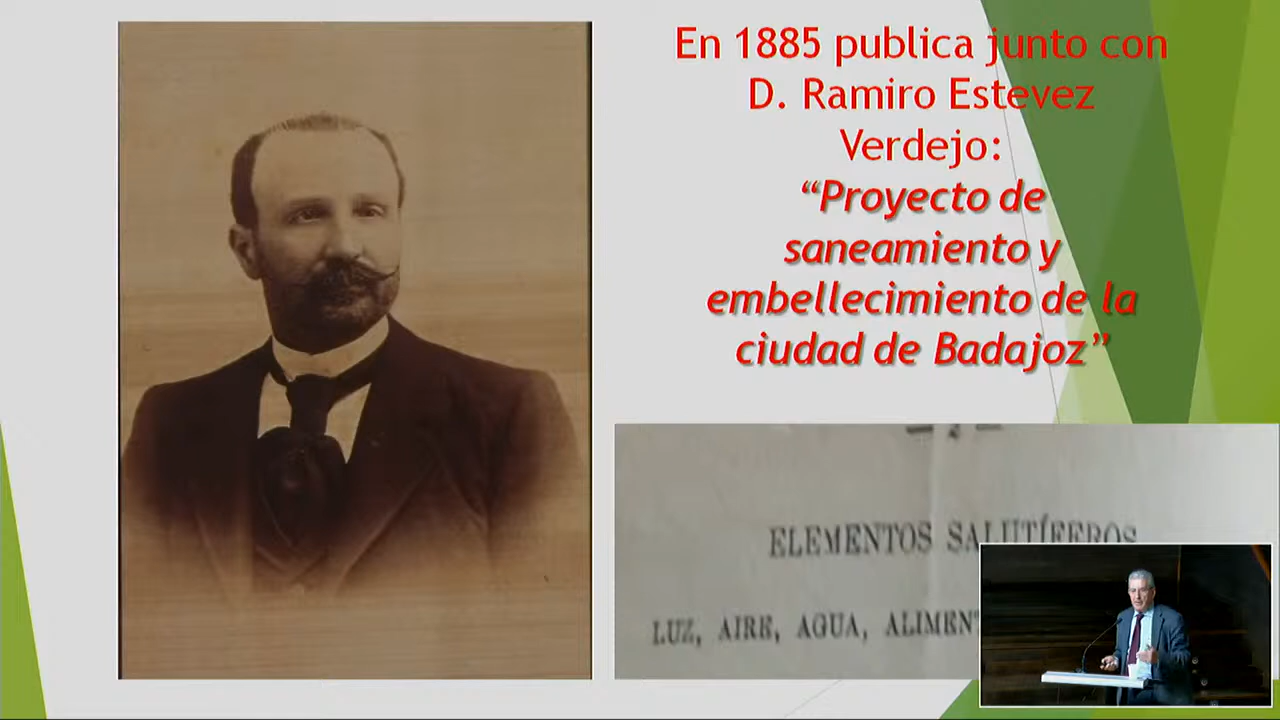 En 1885 publica junto con
D. Ramiro Estevez
Verdejo:
“Proyecto de
saneamiento y
embellecimiento de la
ciudad de Badajoz”
ELEMENTOS SALUTÍFEROS
LUZ, AIRE, AGUA,